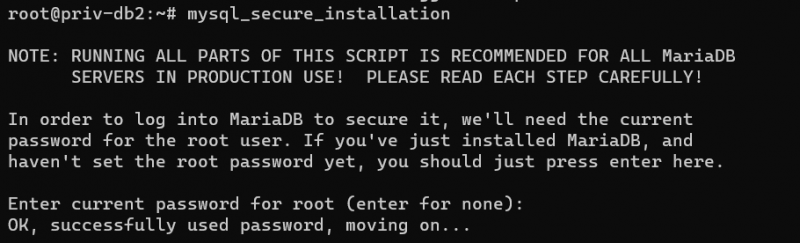 root@priv-db2:~# mysql_secure_installation
NOTE: RUNNING ALL PARTS OF THIS SCRIPT IS RECOMMENDED FOR ALL MariaDB
SERVERS IN PRODUCTION USE!  PLEASE READ EACH STEP CAREFULLY!
In order to log into MariaDB to secure it, we'll need the current
password for the root user. If you've just installed MariaDB, and
haven't set the root password yet, you should just press enter here.
Enter current password for root (enter for none):
OK, successfully used password, moving on...